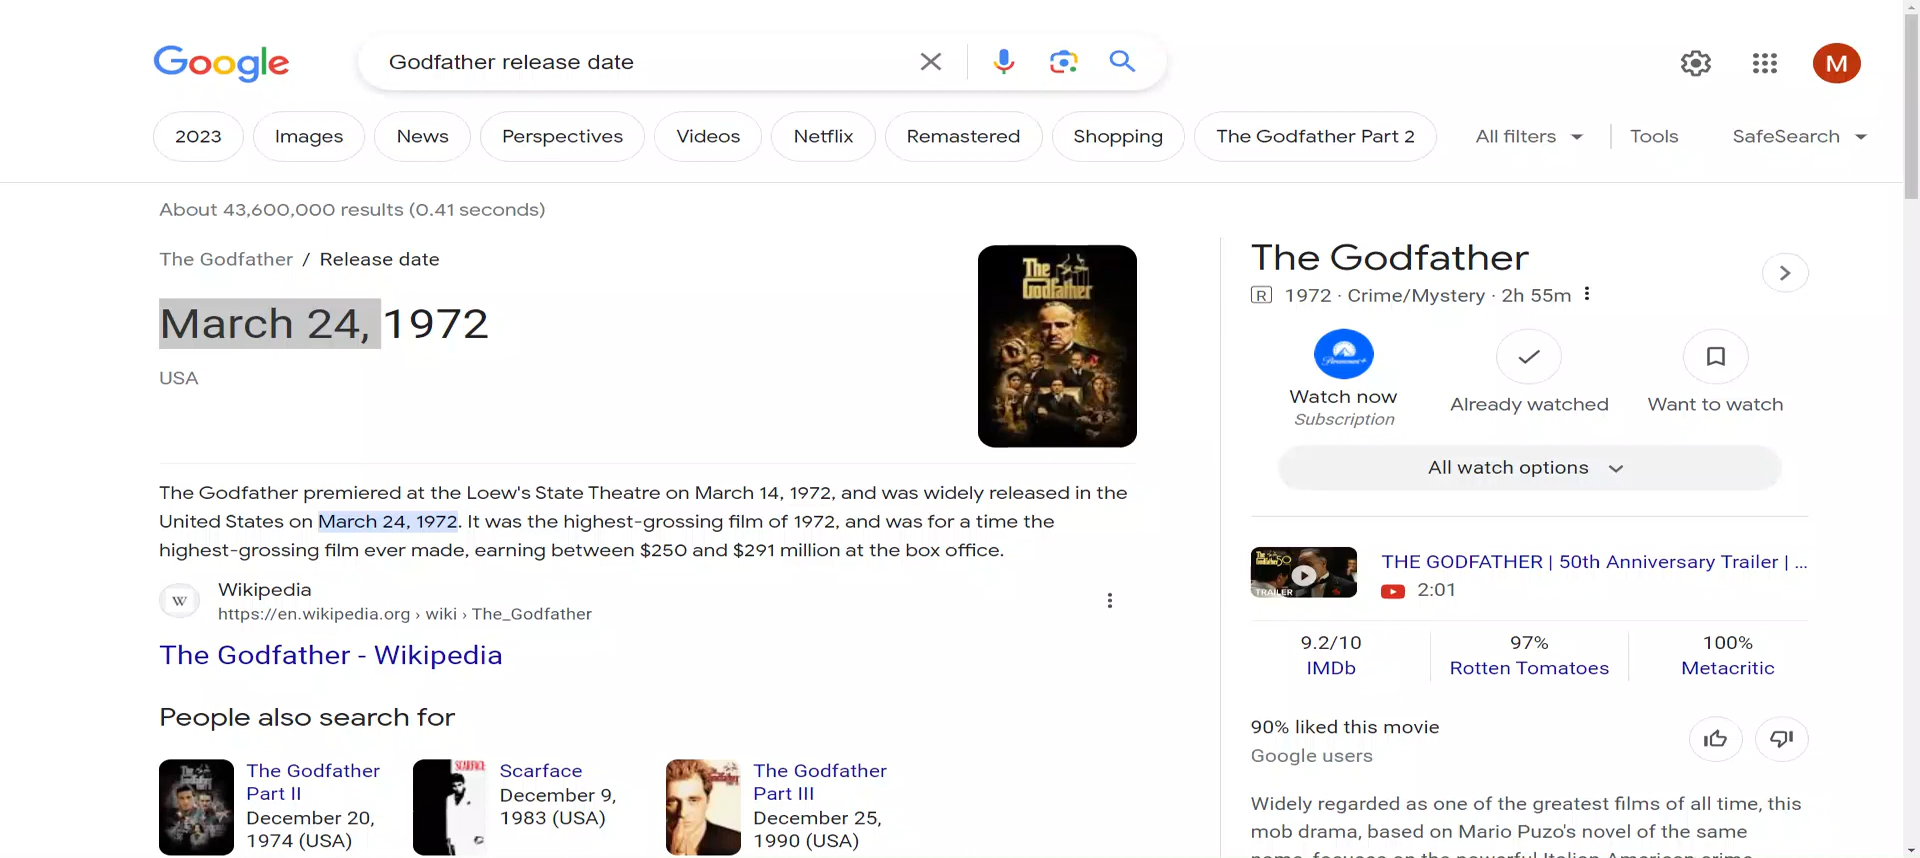 Google
Godfather release date
M
2023
Images
News
Perspectives
Videos
Netflix
Remastered
Shopping
The Godfather Part 2
All filters
Tools
SafeSearch
About 43,600,000 results (0.41 seconds)
The Godfather / Release date
March 24, 1972
USA
The Godfather
The Godfather premiered at the Loew's State Theatre on March 14, 1972, and was widely released in the
United States on March 24, 1972. It was the highest-grossing film of 1972, and was for a time the
highest-grossing film ever made, earning between $250 and $291 million at the box office.
W
Wikipedia
https://en.wikipedia.org › wiki › The_Godfather
The Godfather - Wikipedia
People also search for
The Godfather
Part II
December 20,
1974 (USA)
SCARFACE
Scarface
December 9,
1983 (USA)
The Godfather
Part III
December 25,
1990 (USA)
The Godfather
R 1972 · Crime/Mystery · 2h 55m
Paramount+
Watch now
Subscription
Already watched
Want to watch
All watch options
TRAILER
THE GODFATHER | 50th Anniversary Trailer | ...
2:01
9.2/10
IMDb
97%
Rotten Tomatoes
100%
Metacritic
90% liked this movie
Google users
Widely regarded as one of the greatest films of all time, this
mob drama, based on Mario Puzo's novel of the same